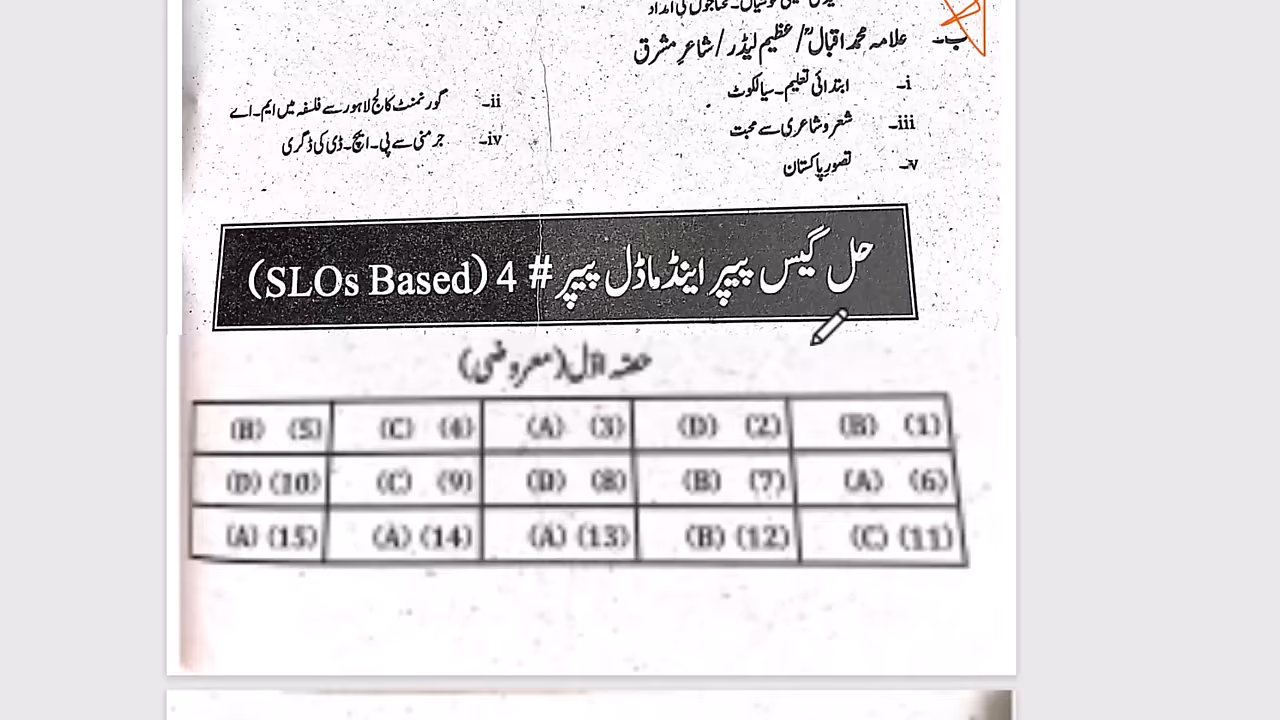 ب۔ علامہ محمد اقبالؒ / عظیم لیڈر / شاعرِ مشرق
i۔ ابتدائی تعلیم۔ سیالکوٹ
ii۔ گورنمنٹ کالج لاہور سے فلسفہ میں ایم۔اے
iii۔ شعر و شاعری سے محبت
iv۔ جرمنی سے پی۔ایچ۔ڈی کی ڈگری
v۔ تصورِ پاکستان
حل گیس پیپر اینڈ ماڈل پیپر # 4 (SLOs Based)
حصہ اوّل (معروضی)
(1) (B) (2) (D) (3) (A) (4) (C) (5) (B)
(6) (A) (7) (B) (8) (D) (9) (C) (10) (D)
(11) (C) (12) (B) (13) (A) (14) (A) (15) (A)